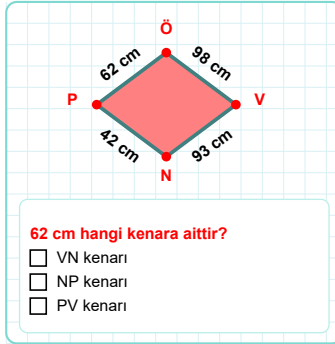 Ö
62 cm
98 cm
P
V
42 cm
93 cm
N
62 cm hangi kenara aittir?
VN kenarı
NP kenarı
PV kenarı